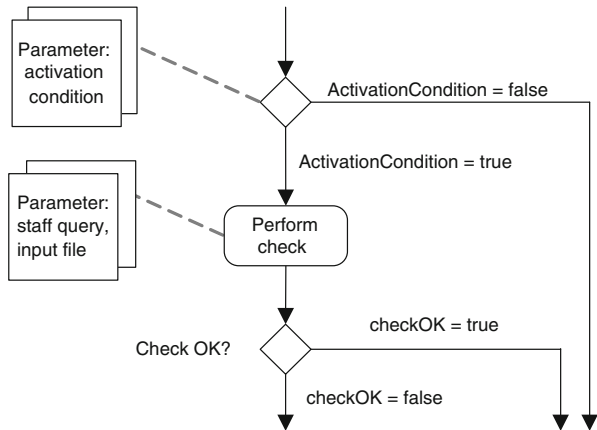 Parameter:
activation
condition
ActivationCondition = false
ActivationCondition = true
Parameter:
staff query,
input file
Perform
check
Check OK?
checkOK = true
checkOK = false